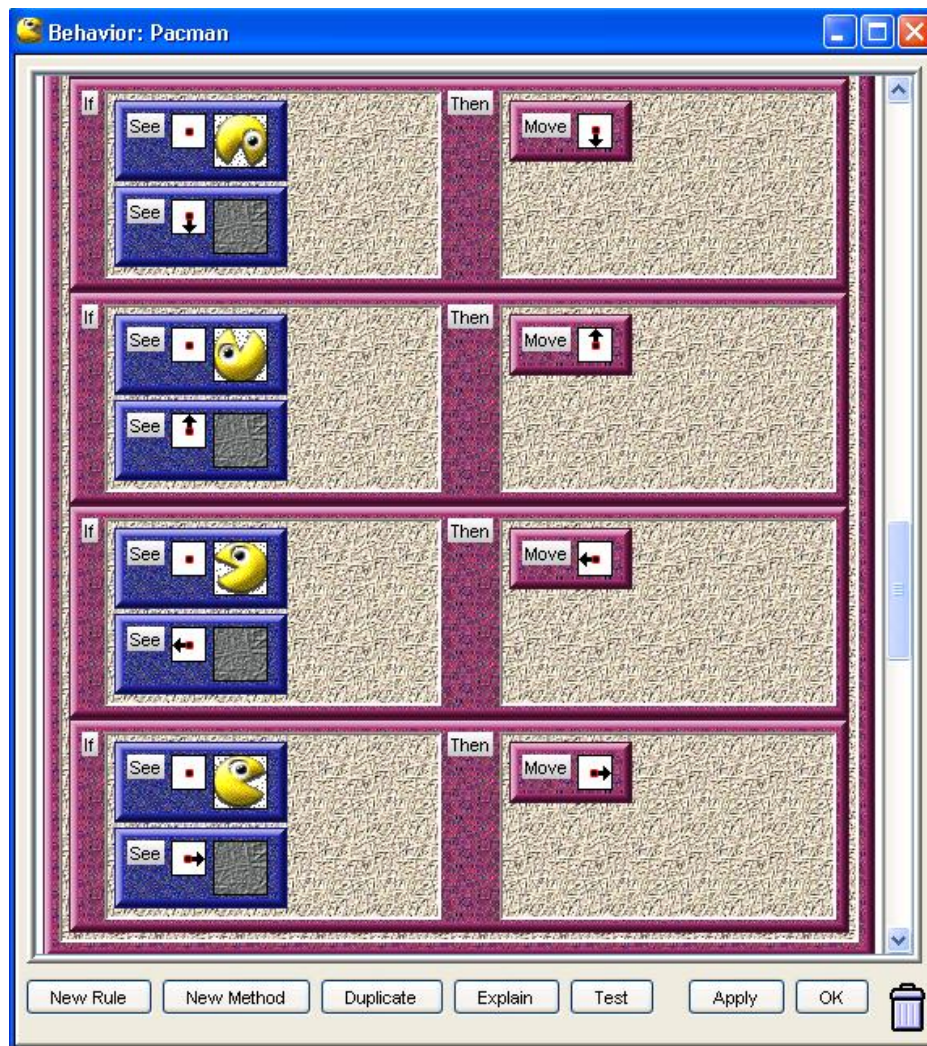 Behavior: Pacman
If
See
Then
Move
See
If
See
Then
Move
See
If
See
Then
Move
See
If
See
Then
Move
See
New Rule New Method Duplicate Explain Test Apply OK